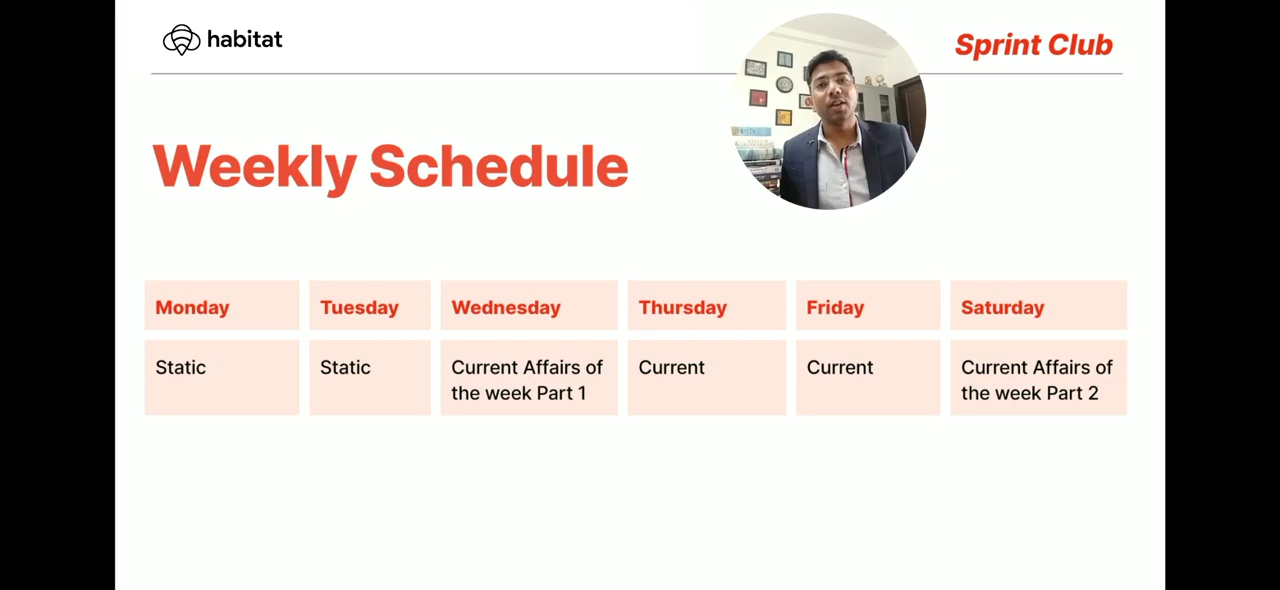 habitat
Sprint Club
Weekly Schedule
Monday Tuesday Wednesday Thursday Friday Saturday
Static Static Current Affairs of Current Current Current Affairs of
the week Part 1 the week Part 2